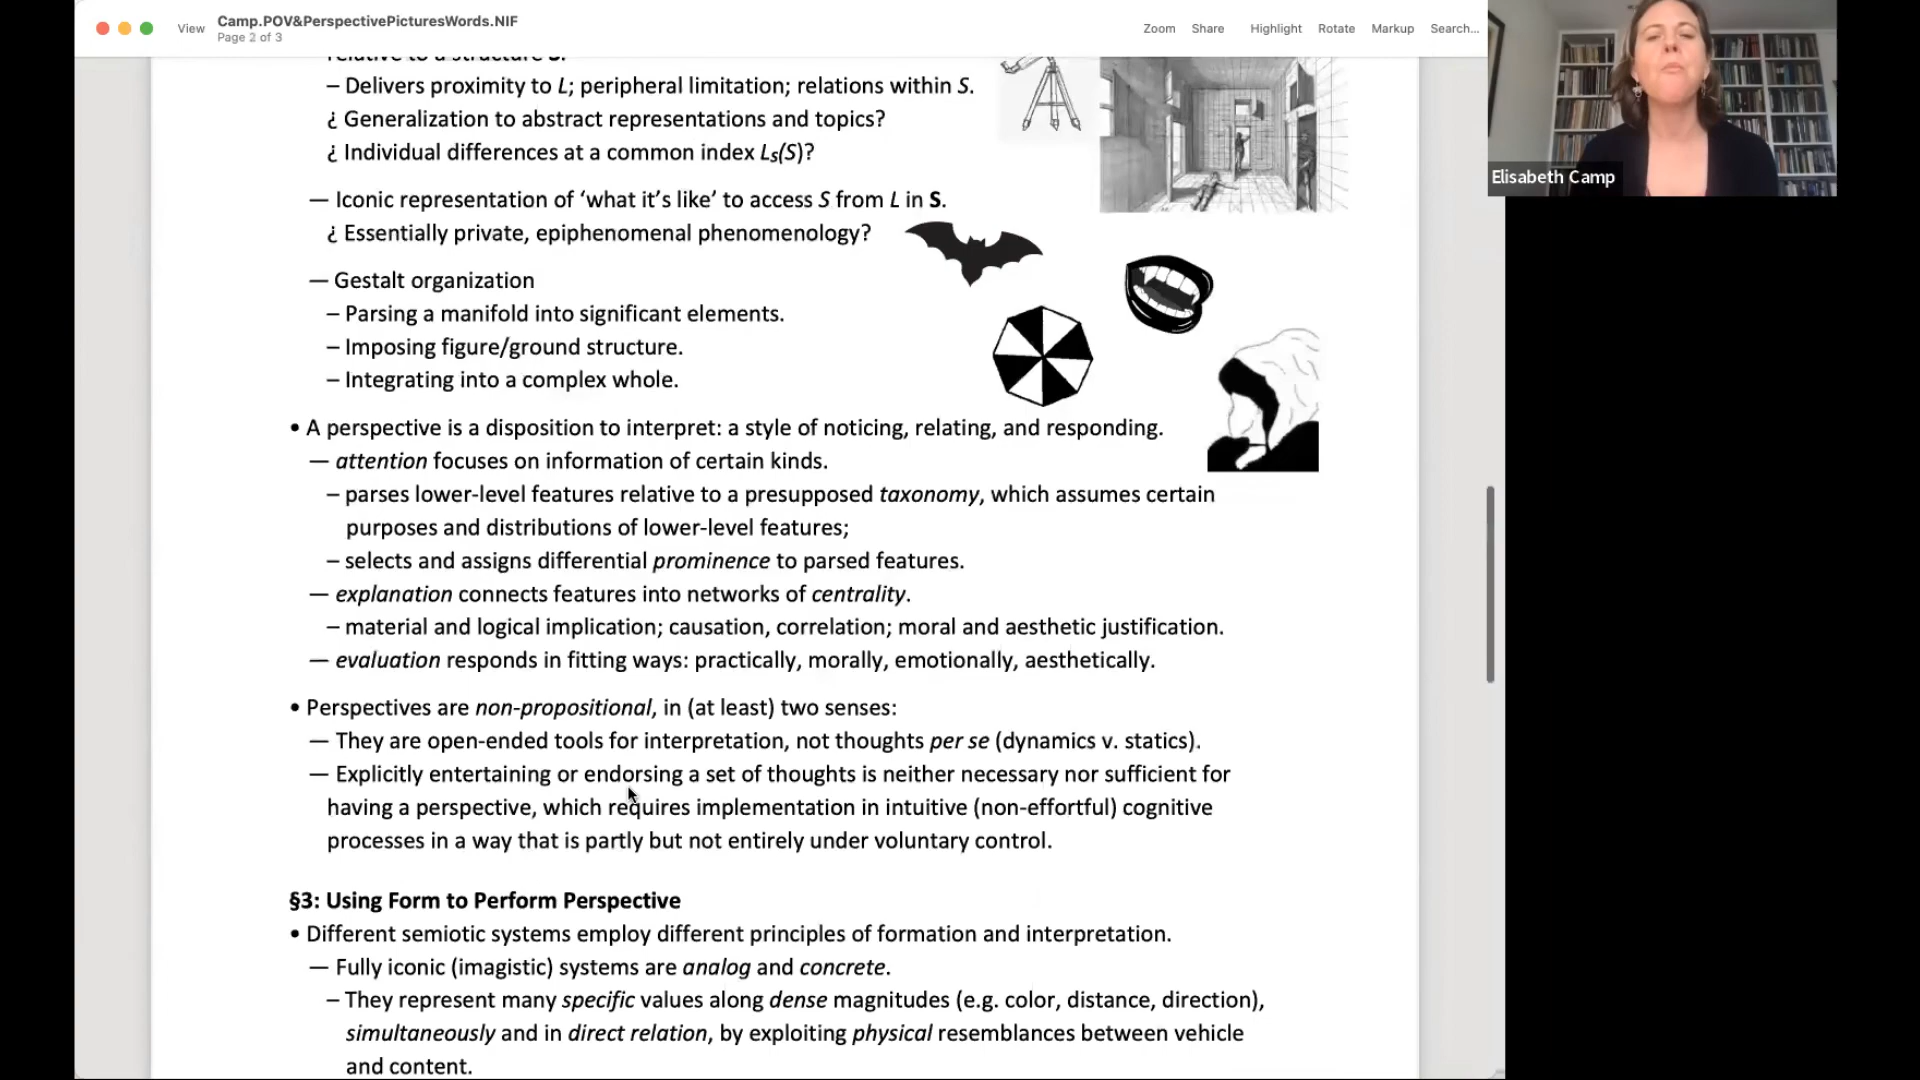 Camp.POV&PerspectivePicturesWords.NIF
View
Page 2 of 3
Zoom Share Highlight Rotate Markup Search...
Elisabeth Camp
relative to a structure S.
– Delivers proximity to L; peripheral limitation; relations within S.
¿ Generalization to abstract representations and topics?
¿ Individual differences at a common index Ls(S)?
— Iconic representation of ‘what it’s like’ to access S from L in S.
¿ Essentially private, epiphenomenal phenomenology?
— Gestalt organization
– Parsing a manifold into significant elements.
– Imposing figure/ground structure.
– Integrating into a complex whole.
• A perspective is a disposition to interpret: a style of noticing, relating, and responding.
— attention focuses on information of certain kinds.
– parses lower-level features relative to a presupposed taxonomy, which assumes certain
purposes and distributions of lower-level features;
– selects and assigns differential prominence to parsed features.
— explanation connects features into networks of centrality.
– material and logical implication; causation, correlation; moral and aesthetic justification.
— evaluation responds in fitting ways: practically, morally, emotionally, aesthetically.
• Perspectives are non-propositional, in (at least) two senses:
— They are open-ended tools for interpretation, not thoughts per se (dynamics v. statics).
— Explicitly entertaining or endorsing a set of thoughts is neither necessary nor sufficient for
having a perspective, which requires implementation in intuitive (non-effortful) cognitive
processes in a way that is partly but not entirely under voluntary control.
§3: Using Form to Perform Perspective
• Different semiotic systems employ different principles of formation and interpretation.
— Fully iconic (imagistic) systems are analog and concrete.
– They represent many specific values along dense magnitudes (e.g. color, distance, direction),
simultaneously and in direct relation, by exploiting physical resemblances between vehicle
and content.